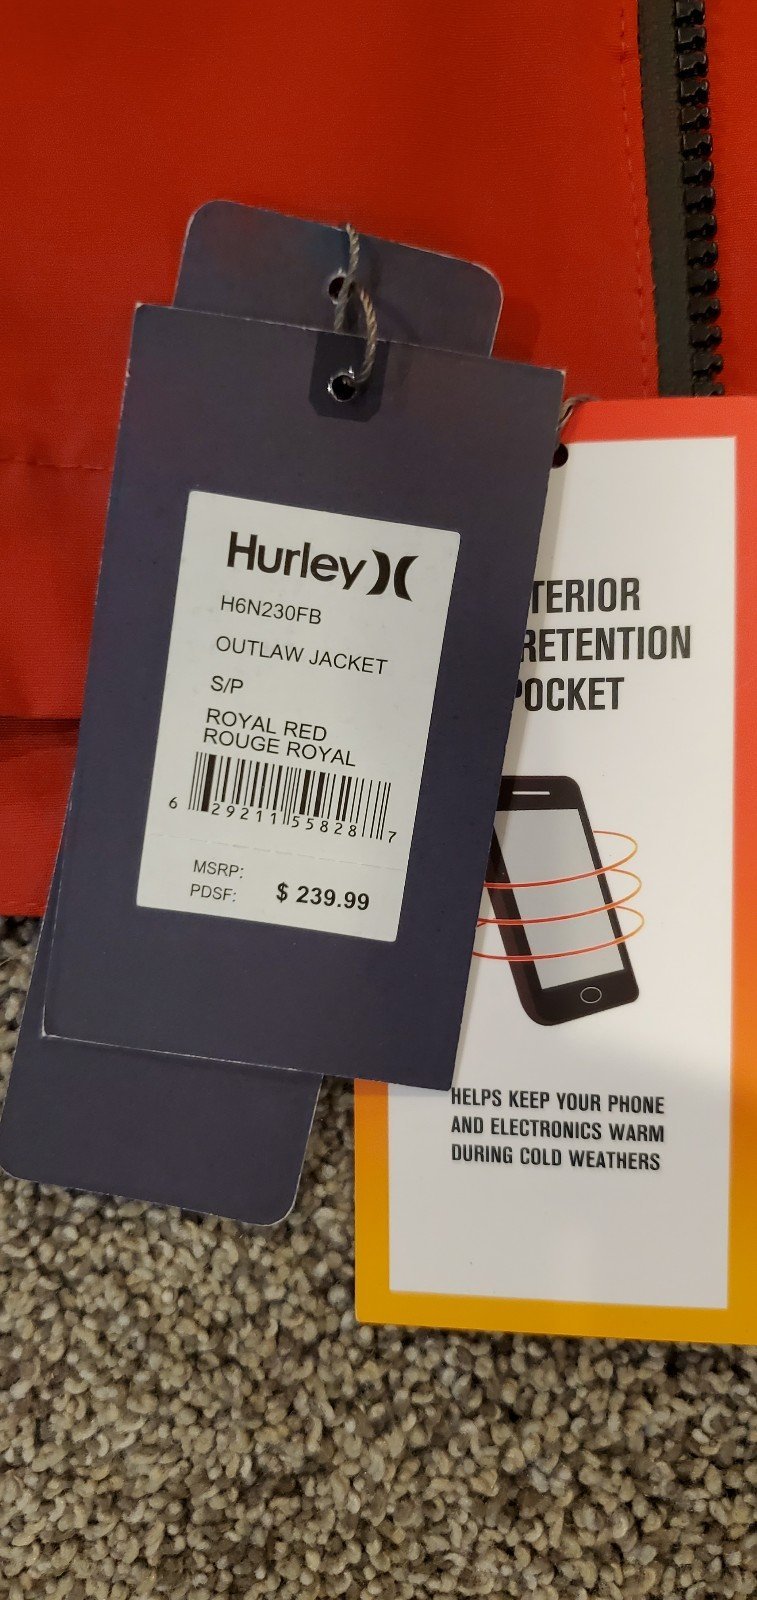 Hurley
H6N230FB
OUTLAW JACKET
S/P
ROYAL RED
ROUGE ROYAL
6 29211 55828 7
MSRP:
PDSF: $ 239.99
TERIOR
RETENTION
POCKET
HELPS KEEP YOUR PHONE
AND ELECTRONICS WARM
DURING COLD WEATHERS